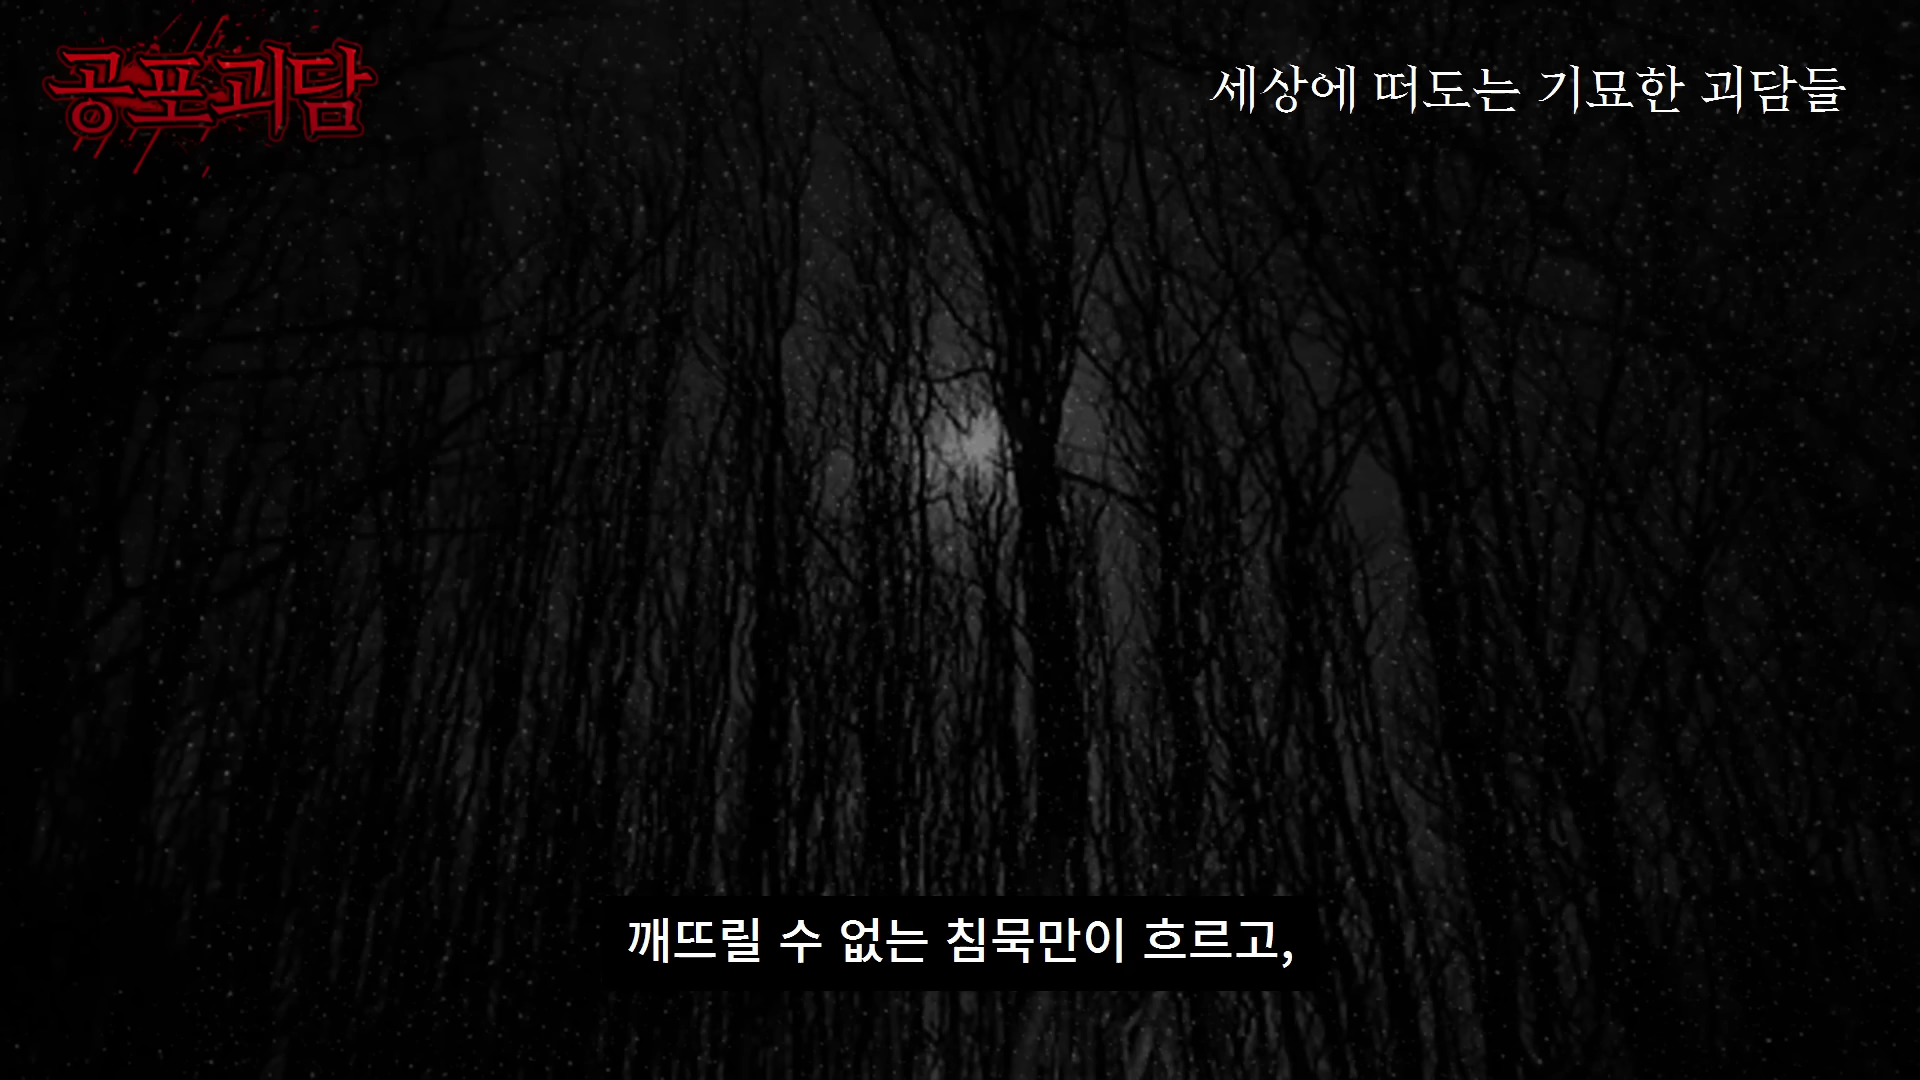 공포괴담
세상에 떠도는 기묘한 괴담들
깨뜨릴 수 없는 침묵만이 흐르고,